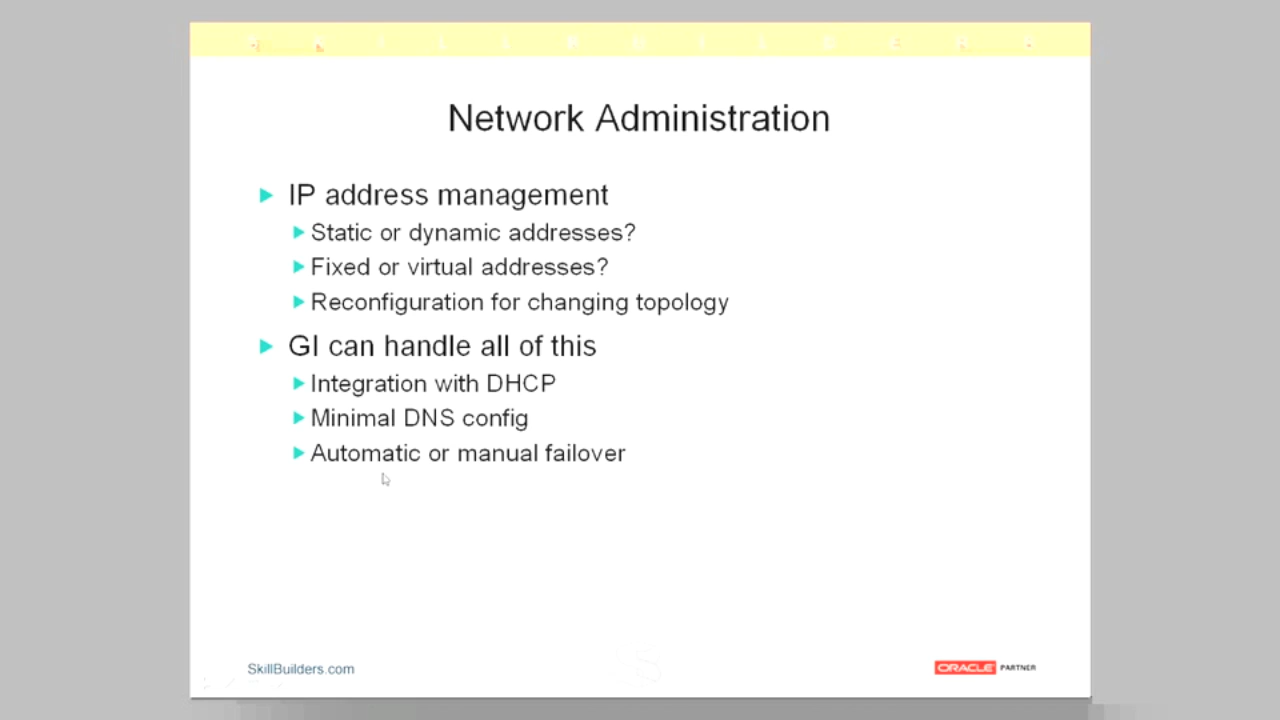 Network Administration
IP address management
Static or dynamic addresses?
Fixed or virtual addresses?
Reconfiguration for changing topology
GI can handle all of this
Integration with DHCP
Minimal DNS config
Automatic or manual failover
SkillBuilders.com
ORACLE PARTNER